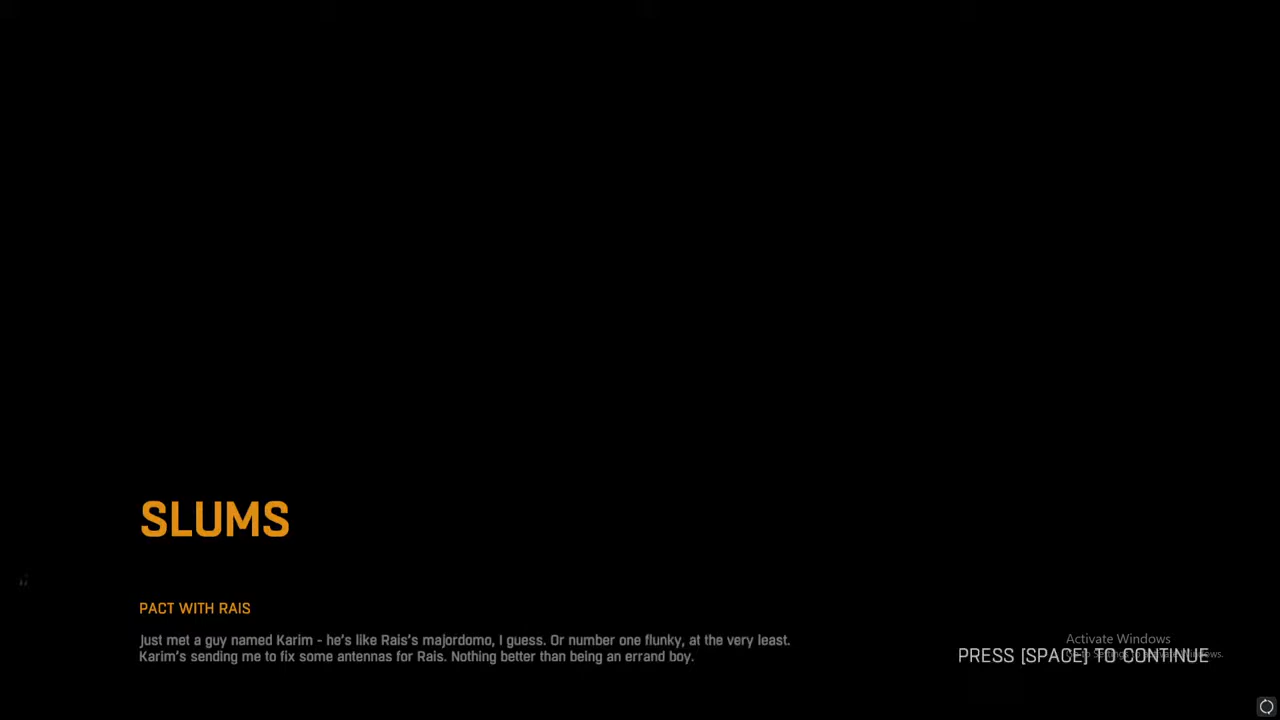 SLUMS
PACT WITH RAIS
Just met a guy named Karim - he's like Rais's majordomo, I guess. Or number one flunky, at the very least.
Karim's sending me to fix some antennas for Rais. Nothing better than being an errand boy.
Activate Windows
PRESS [SPACE] TO CONTINUE